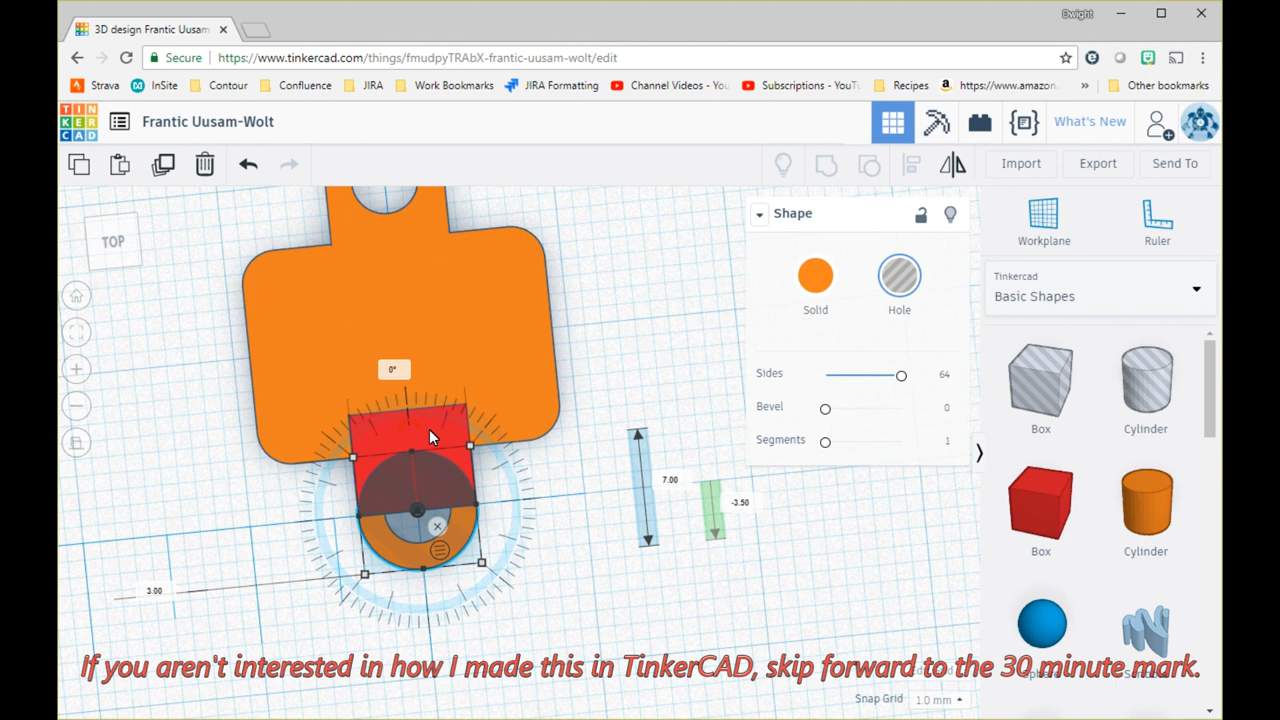 Dwight
3D design Frantic Uusam
Secure
https://www.tinkercad.com/things/fmudpyTRAbX-frantic-uusam-wolt/edit
Strava
InSite
Contour
Confluence
JIRA
Work Bookmarks
JIRA Formatting
Channel Videos - You
Subscriptions - YouT
Recipes
https://www.amazon
»
Other bookmarks
TIN
KER
CAD
Frantic Uusam-Wolt
What's New
Import
Export
Send To
TOP
Shape
Solid
Hole
Sides
64
Bevel
0
Segments
1
Workplane
Ruler
Tinkercad
Basic Shapes
Box
Cylinder
Box
Cylinder
0°
7.00
-3.50
3.00
If you aren't interested in how I made this in TinkerCAD, skip forward to the 30 minute mark.
Snap Grid
1.0 mm